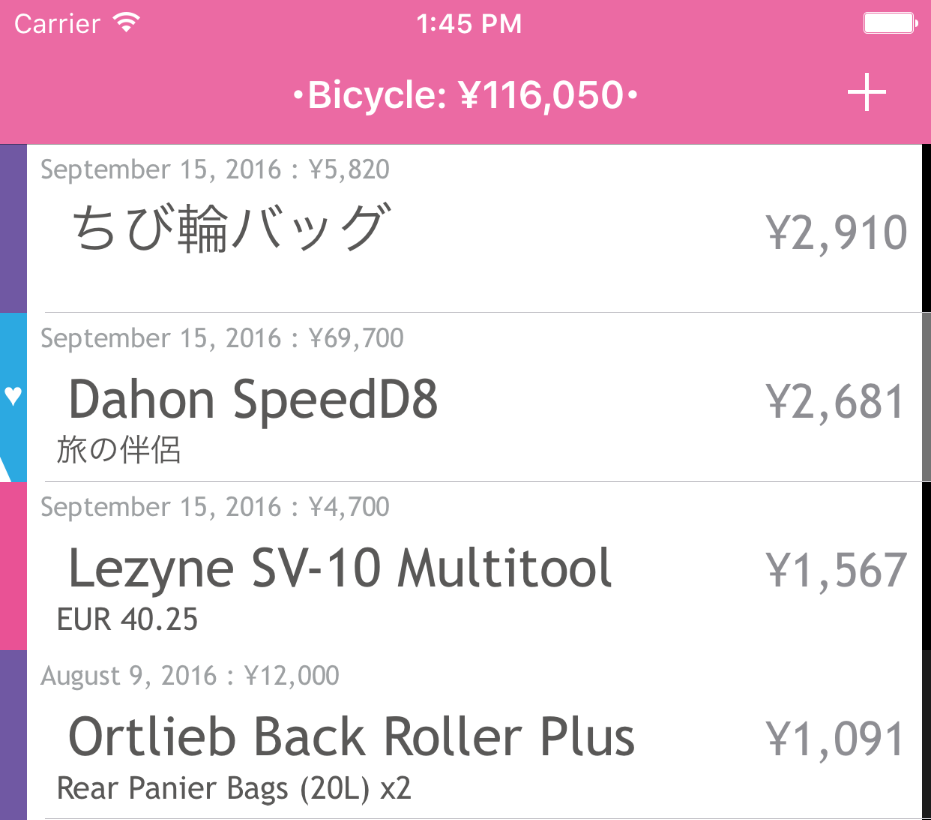 Carrier
1:45 PM
•Bicycle: ¥116,050•
September 15, 2016 : ¥5,820
ちび輪バッグ ¥2,910
September 15, 2016 : ¥69,700
Dahon SpeedD8 ¥2,681
旅の伴侶
September 15, 2016 : ¥4,700
Lezyne SV-10 Multitool ¥1,567
EUR 40.25
August 9, 2016 : ¥12,000
Ortlieb Back Roller Plus ¥1,091
Rear Panier Bags (20L) x2